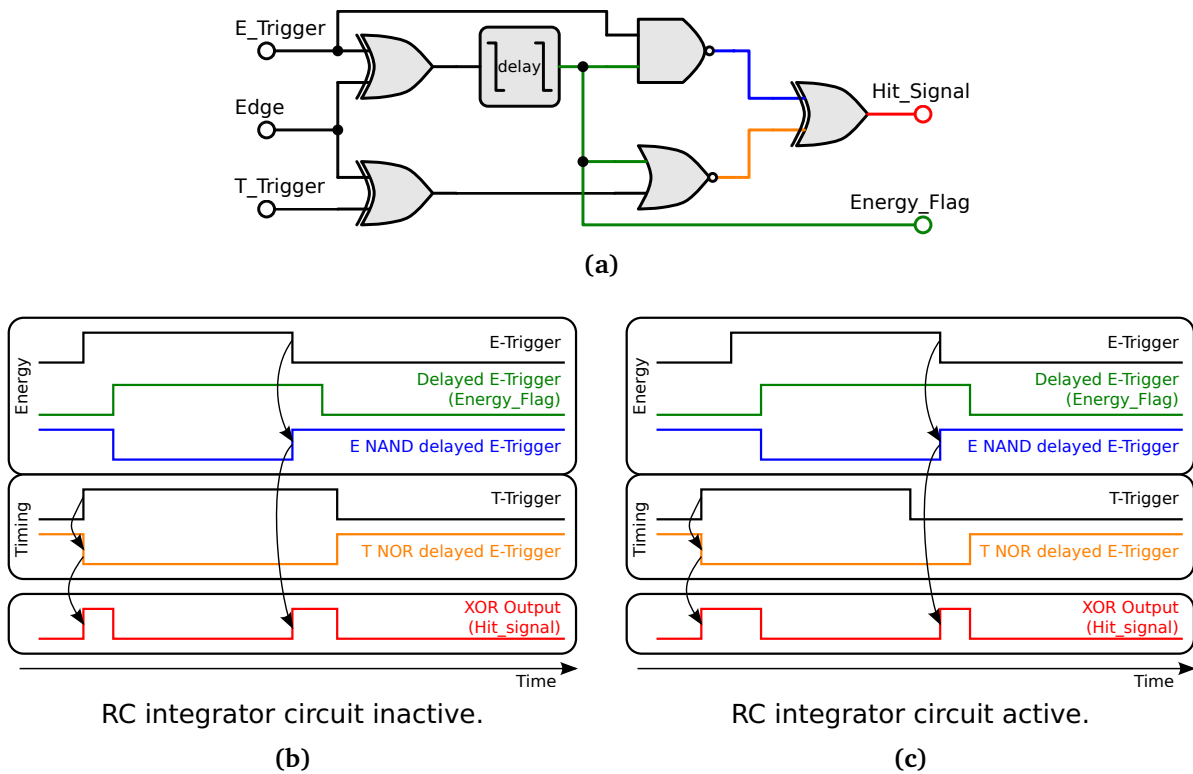 E_Trigger
delay
Edge
Hit_Signal
T_Trigger
Energy_Flag
(a)
Energy
E-Trigger
Delayed E-Trigger
(Energy_Flag)
E NAND delayed E-Trigger
Timing
T-Trigger
T NOR delayed E-Trigger
XOR Output
(Hit_signal)
Time
RC integrator circuit inactive.
(b)
Energy
E-Trigger
Delayed E-Trigger
(Energy_Flag)
E NAND delayed E-Trigger
Timing
T-Trigger
T NOR delayed E-Trigger
XOR Output
(Hit_signal)
Time
RC integrator circuit active.
(c)